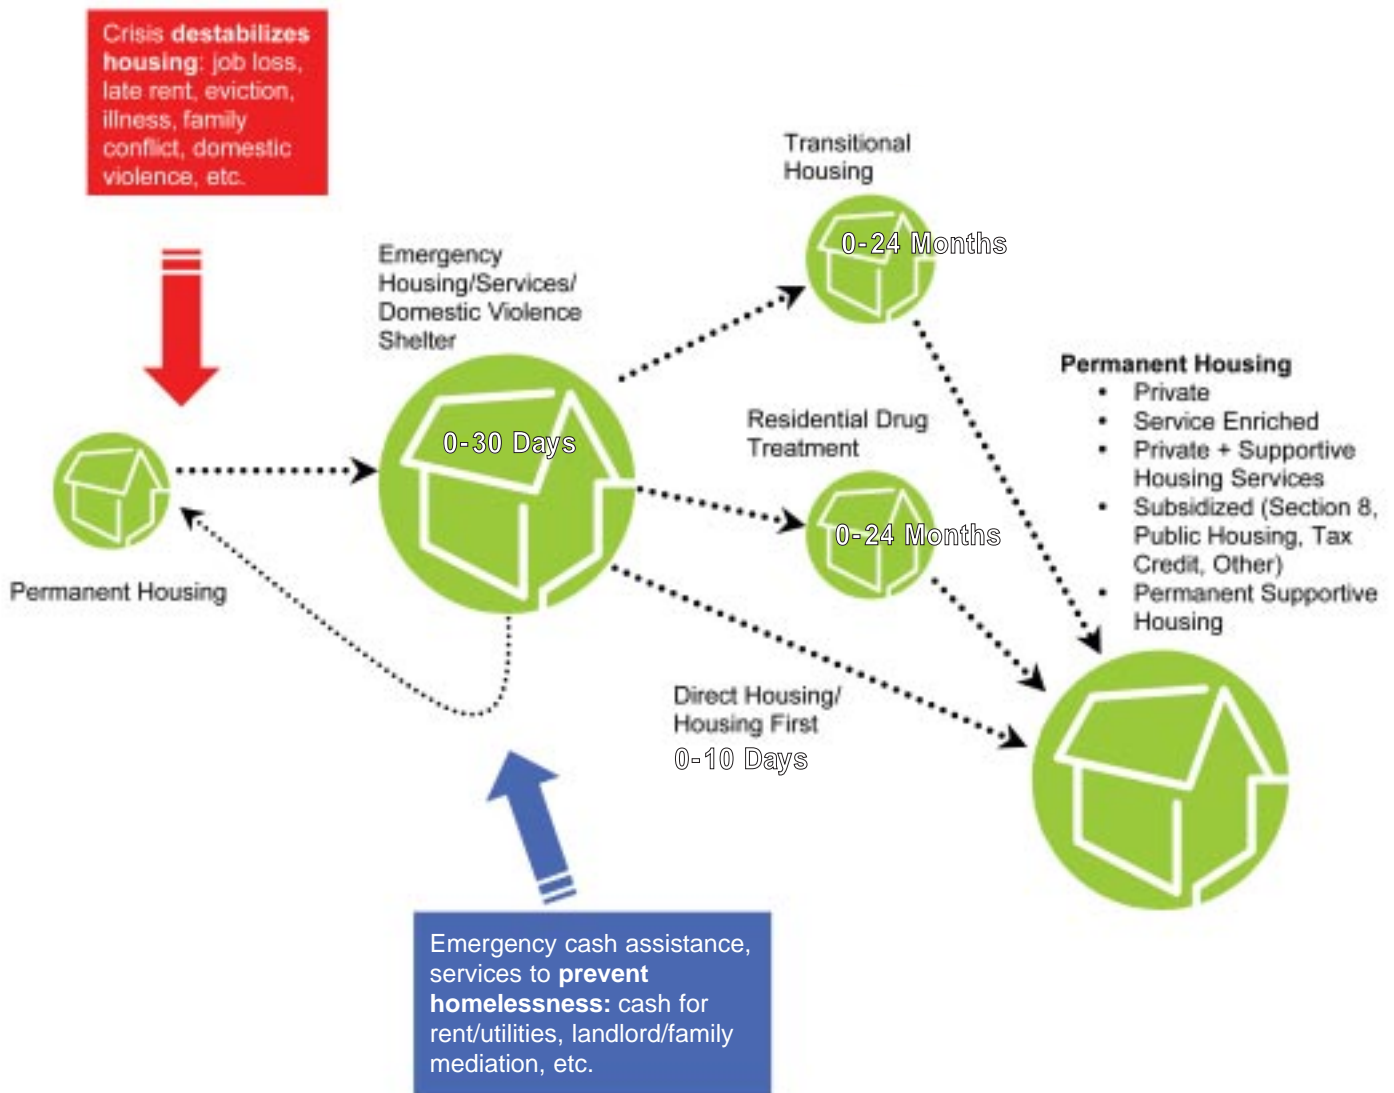 Crisis destabilizes
housing: job loss,
late rent, eviction,
illness, family
conflict, domestic
violence, etc.
Transitional
Housing
0-24 Months
Emergency
Housing/Services/
Domestic Violence
Shelter
0-30 Days
Permanent Housing
Residential Drug
Treatment
0-24 Months
Permanent Housing
• Private
• Service Enriched
• Private + Supportive
Housing Services
• Subsidized (Section 8,
Public Housing, Tax
Credit, Other)
• Permanent Supportive
Housing
Direct Housing/
Housing First
0-10 Days
Emergency cash assistance,
services to prevent
homelessness: cash for
rent/utilities, landlord/family
mediation, etc.